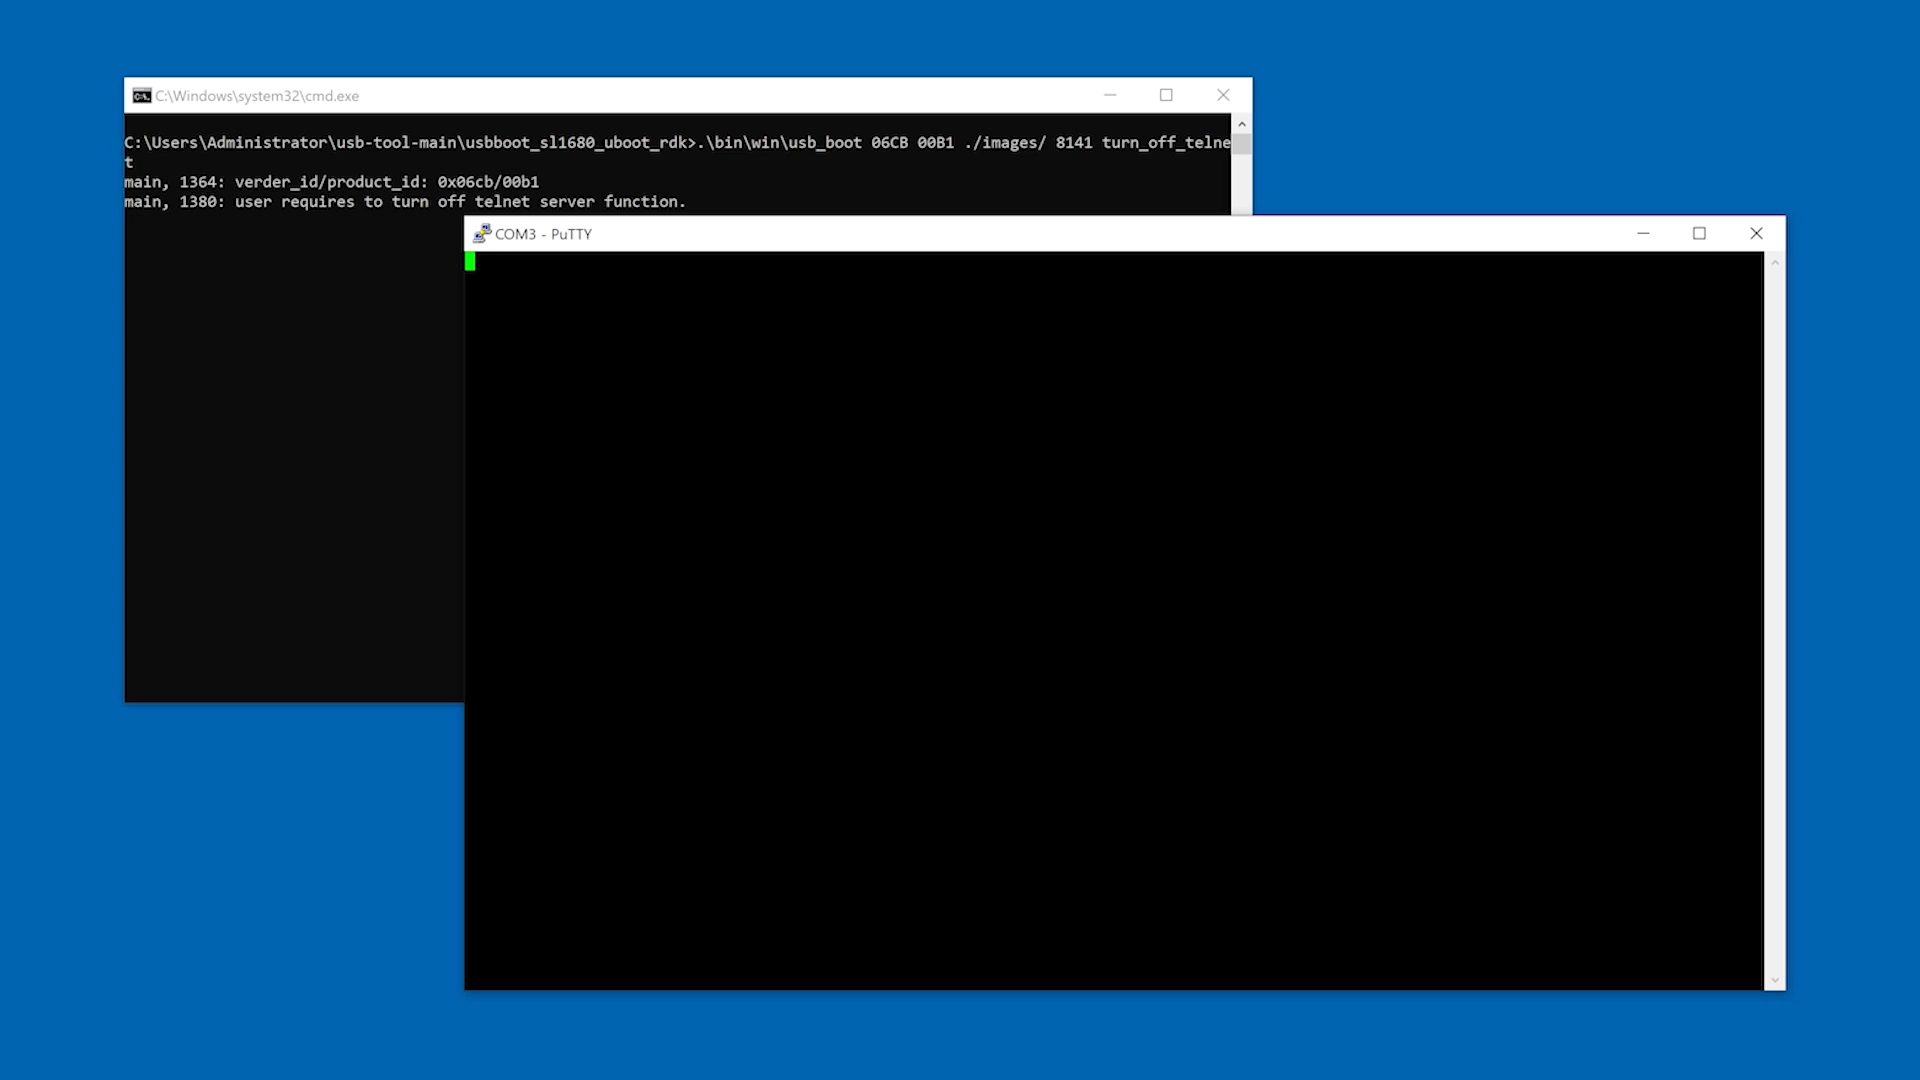 C:\Windows\system32\cmd.exe
C:\Users\Administrator\usb-tool-main\usbboot_sl1680_uboot_rdk>.\bin\win\usb_boot 06CB 00B1 ./images/ 8141 turn_off_telne
t
main, 1364: verder_id/product_id: 0x06cb/00b1
main, 1380: user requires to turn off telnet server function.
COM3 - PuTTY